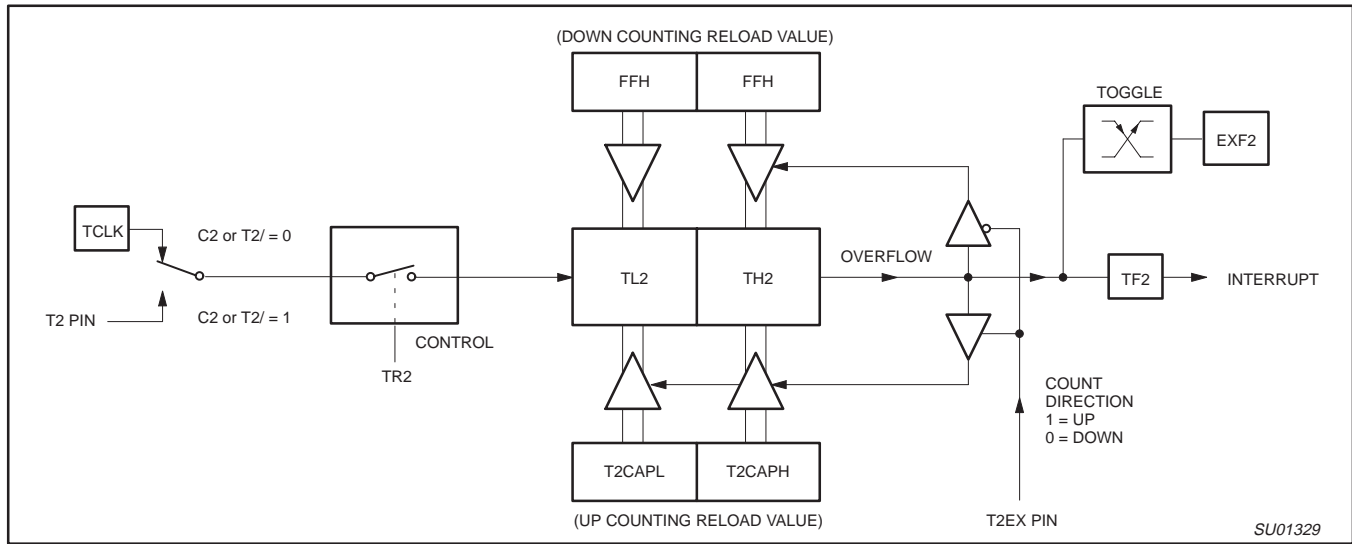 (DOWN COUNTING RELOAD VALUE)
FFH
FFH
TOGGLE
EXF2
TCLK
C2 or T2/ = 0
TL2
TH2
OVERFLOW
TF2
INTERRUPT
T2 PIN
C2 or T2/ = 1
CONTROL
TR2
COUNT
DIRECTION
1 = UP
0 = DOWN
T2CAPL
T2CAPH
(UP COUNTING RELOAD VALUE)
T2EX PIN
SU01329